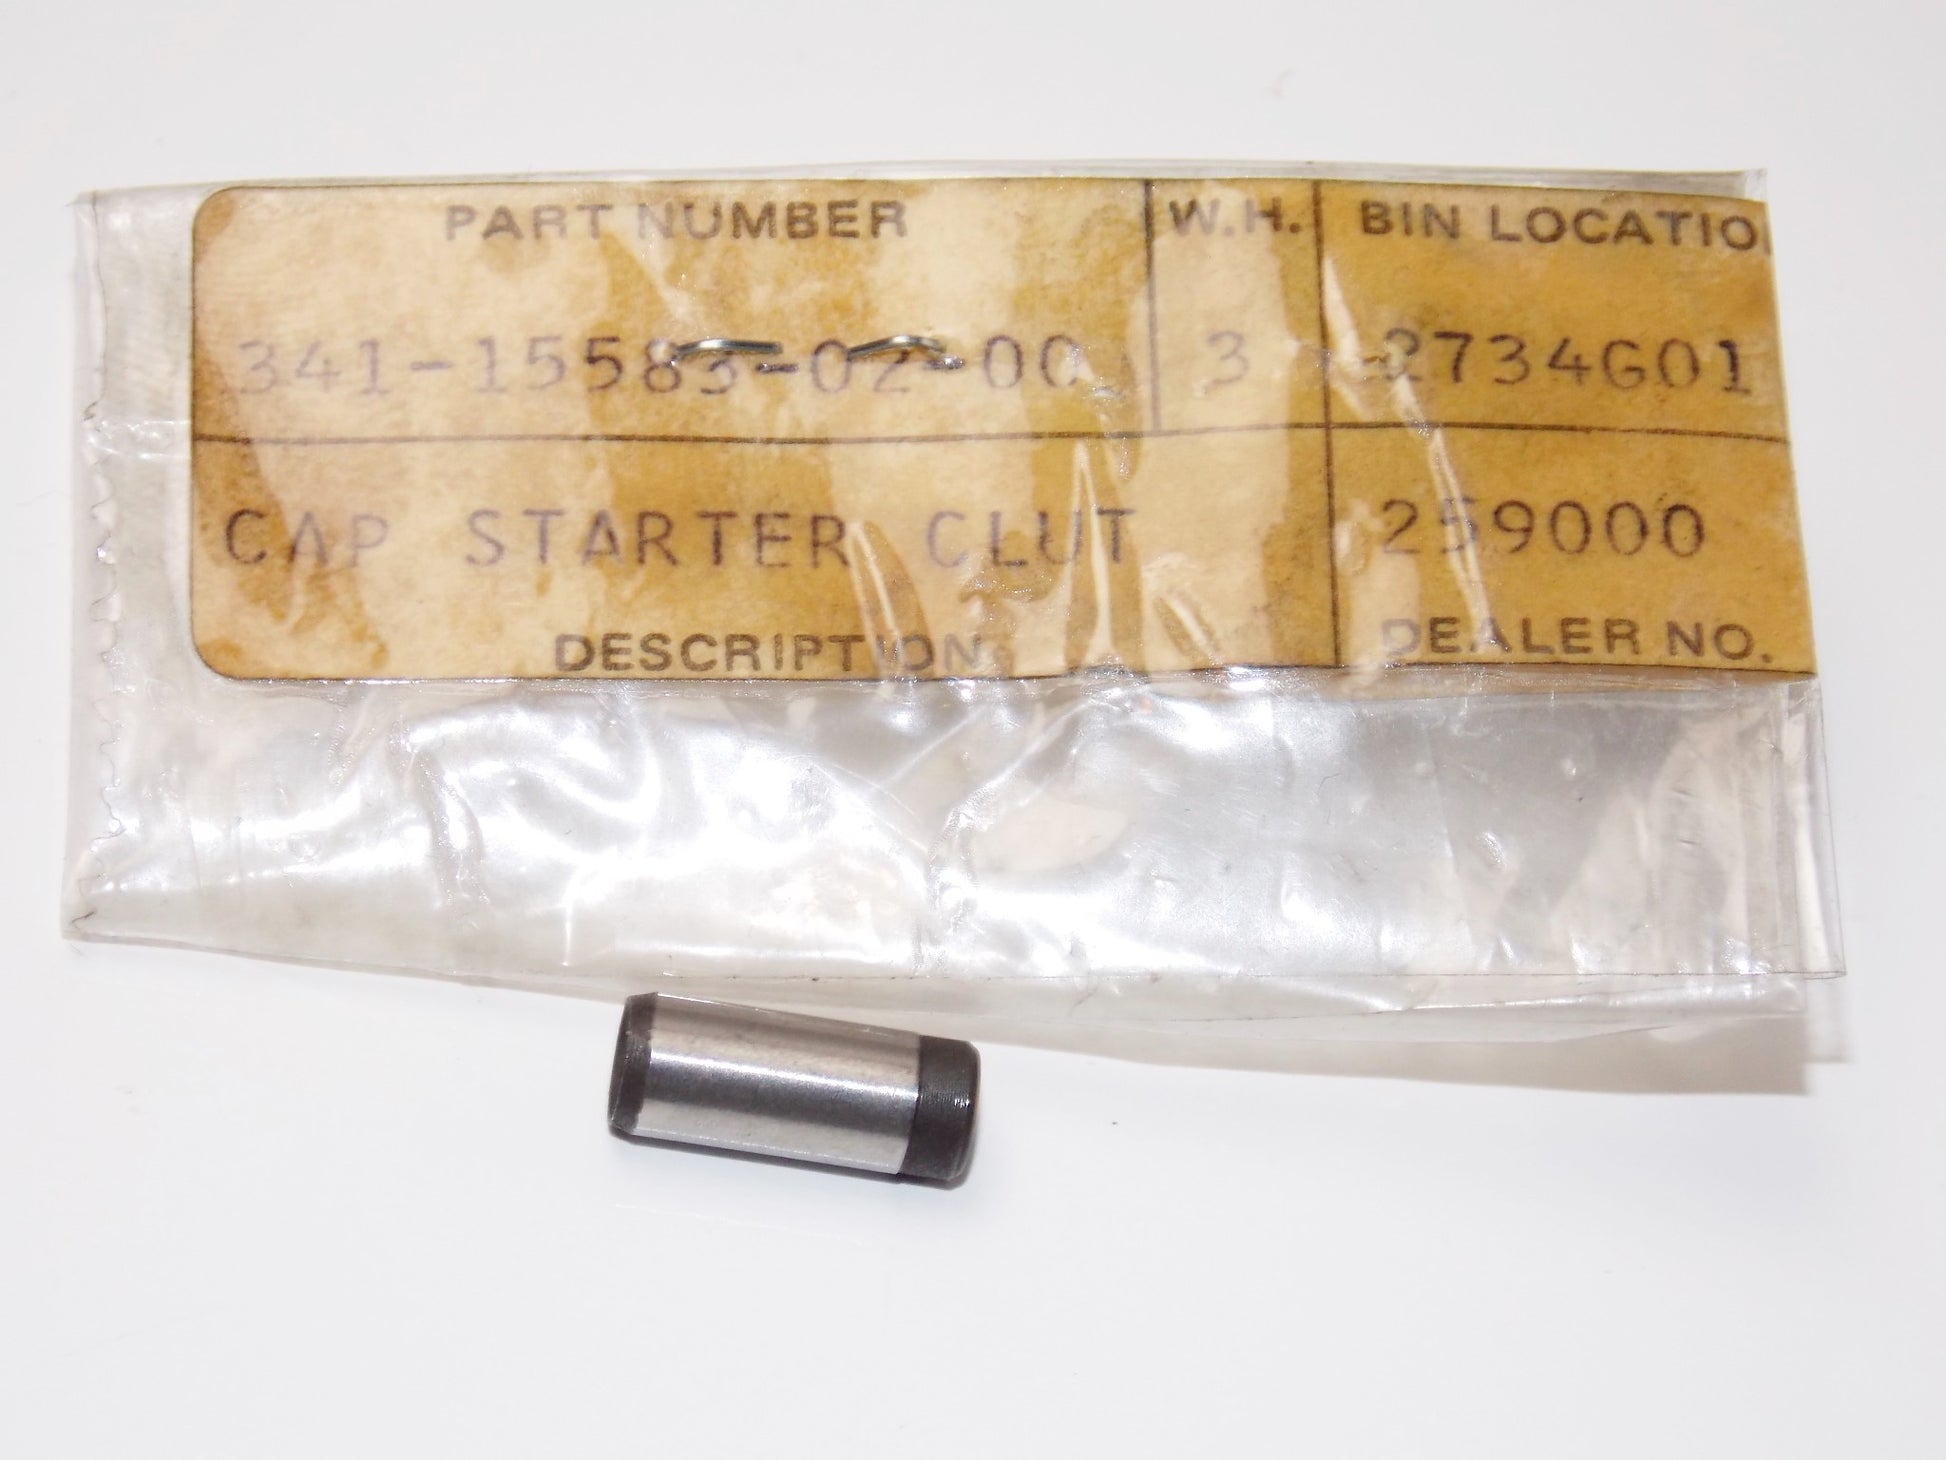 PART NUMBER W.H. BIN LOCATIO
341-15583-02-00 3 2734G01
CAP STARTER CLUT 259000
DESCRIPTION DEALER NO.